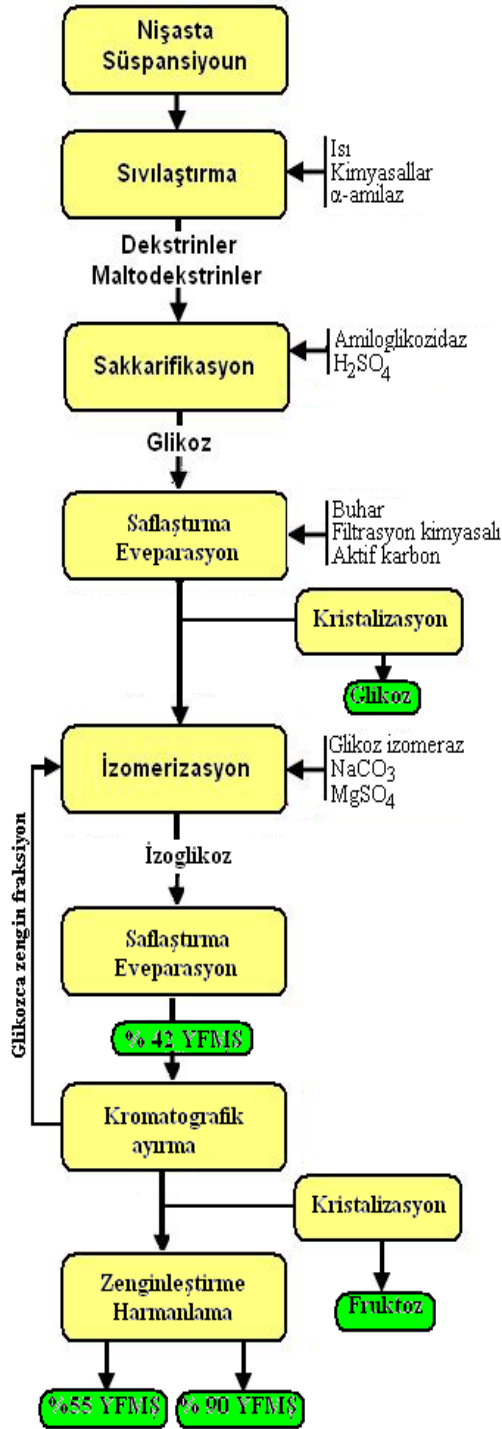 Nişasta
Süspansiyoun
Sıvılaştırma
Isı
Kimyasallar
α-amilaz
Dekstrinler
Maltodekstrinler
Sakkarifikasyon
Amiloglikozidaz
H2SO4
Glikoz
Saflaştırma
Eveparasyon
Buhar
Filtrasyon kimyasalı
Aktif karbon
Kristalizasyon
Glikoz
İzomerizasyon
Glikoz izomeraz
NaCO3
MgSO4
Glikozca zengin fraksiyon
İzoglikoz
Saflaştırma
Eveparasyon
% 42 YFMŞ
Kromatografik
ayırma
Kristalizasyon
Fruktoz
Zenginleştirme
Harmanlama
%55 YFMŞ
% 90 YFMŞ